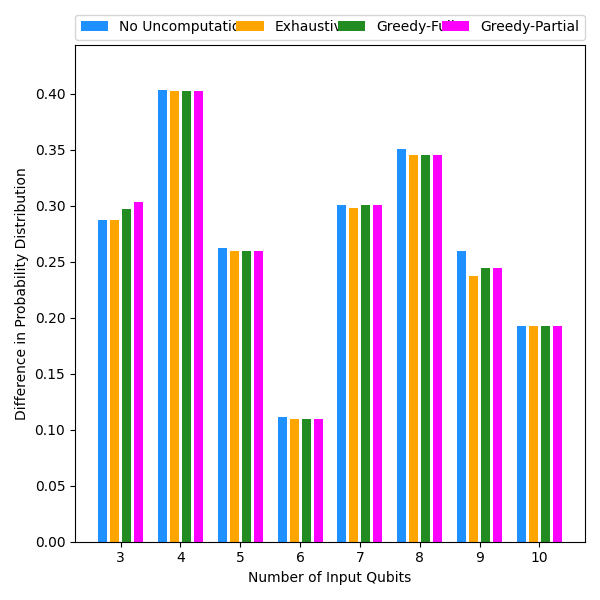 No Uncomputatio Exhaustiv Greedy-Full Greedy-Partial
0.40
0.35
0.30
0.25
0.20
0.15
0.10
0.05
0.00
Difference in Probability Distribution
3 4 5 6 7 8 9 10
Number of Input Qubits